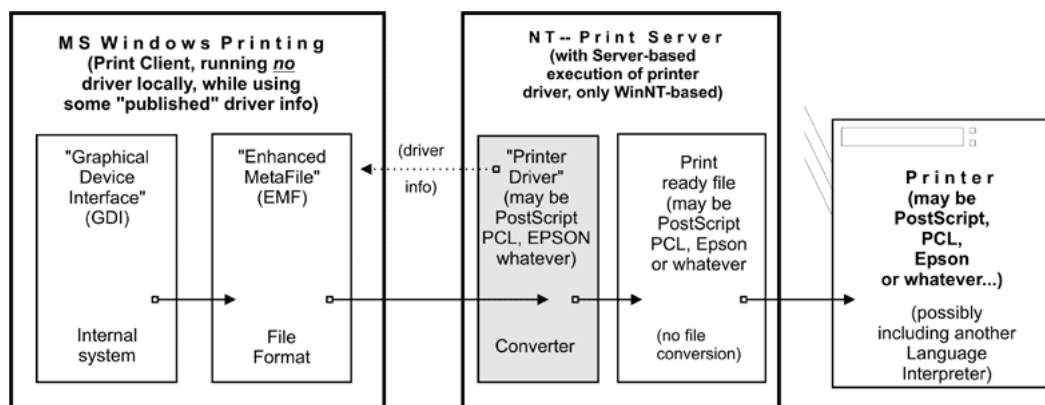 MS Windows Printing
(Print Client, running no
driver locally, while using
some "published" driver info)
"Graphical
Device
Interface"
(GDI)
Internal
system
"Enhanced
MetaFile"
(EMF)
File
Format
(driver
info)
NT -- Print Server
(with Server-based
execution of printer
driver, only WinNT-based)
"Printer
Driver"
(may be
PostScript
PCL, EPSON
whatever)
Converter
Print
ready file
(may be
PostScript
PCL, Epson
or whatever
(no file
conversion)
Printer
(may be
PostScript,
PCL,
Epson
or whatever...)
(possibly
including another
Language
Interpreter)